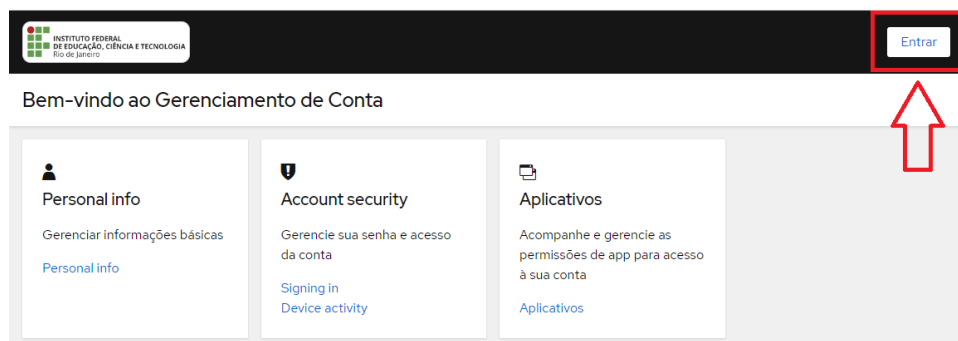 INSTITUTO FEDERAL
DE EDUCAÇÃO, CIÊNCIA E TECNOLOGIA
Rio de Janeiro
Entrar
Bem-vindo ao Gerenciamento de Conta
Personal info
Gerenciar informações básicas
Personal info
Account security
Gerencie sua senha e acesso
da conta
Signing in
Device activity
Aplicativos
Acompanhe e gerencie as
permissões de app para acesso
à sua conta
Aplicativos